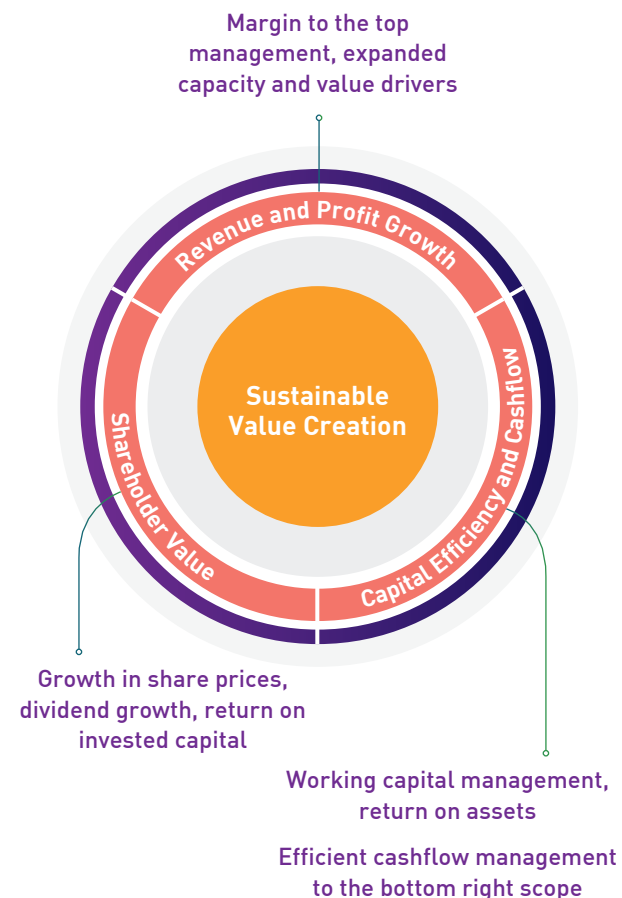 Margin to the top
management, expanded
capacity and value drivers
Revenue and Profit Growth
Sustainable
Value Creation
Shareholder Value
Capital Efficiency and Cashflow
Growth in share prices,
dividend growth, return on
invested capital
Working capital management,
return on assets
Efficient cashflow management
to the bottom right scope